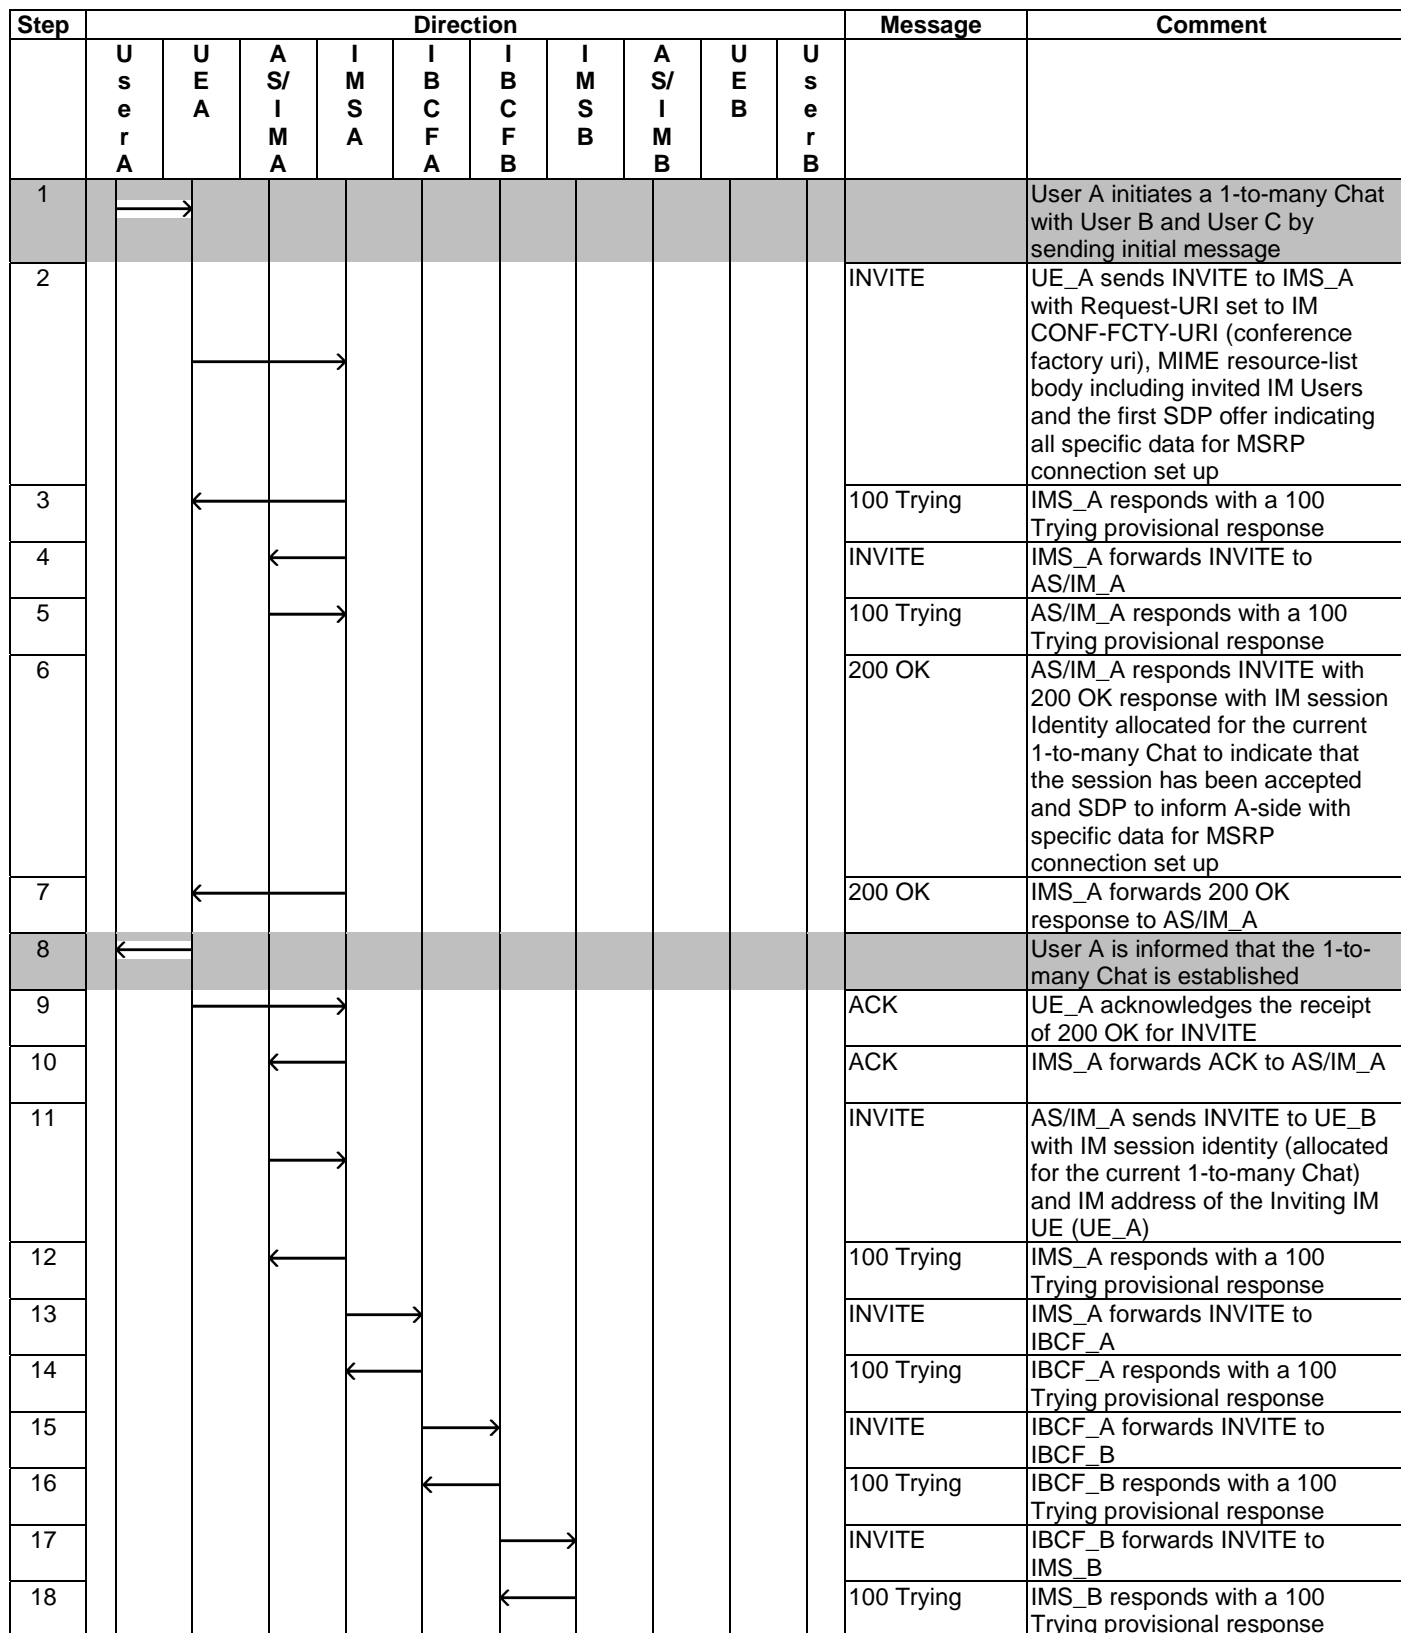 Step Direction Message Comment
User A UE A AS/IM A IMS A IBCF A IBCF B IMS B AS/IM B UE B User B
1 User A initiates a 1-to-many Chat
with User B and User C by
sending initial message
2 INVITE UE_A sends INVITE to IMS_A
with Request-URI set to IM
CONF-FCTY-URI (conference
factory uri), MIME resource-list
body including invited IM Users
and the first SDP offer indicating
all specific data for MSRP
connection set up
3 100 Trying IMS_A responds with a 100
Trying provisional response
4 INVITE IMS_A forwards INVITE to
AS/IM_A
5 100 Trying AS/IM_A responds with a 100
Trying provisional response
6 200 OK AS/IM_A responds INVITE with
200 OK response with IM session
Identity allocated for the current
1-to-many Chat to indicate that
the session has been accepted
and SDP to inform A-side with
specific data for MSRP
connection set up
7 200 OK IMS_A forwards 200 OK
response to AS/IM_A
8 User A is informed that the 1-to-
many Chat is established
9 ACK UE_A acknowledges the receipt
of 200 OK for INVITE
10 ACK IMS_A forwards ACK to AS/IM_A
11 INVITE AS/IM_A sends INVITE to UE_B
with IM session identity (allocated
for the current 1-to-many Chat)
and IM address of the Inviting IM
UE (UE_A)
12 100 Trying IMS_A responds with a 100
Trying provisional response
13 INVITE IMS_A forwards INVITE to
IBCF_A
14 100 Trying IBCF_A responds with a 100
Trying provisional response
15 INVITE IBCF_A forwards INVITE to
IBCF_B
16 100 Trying IBCF_B responds with a 100
Trying provisional response
17 INVITE IBCF_B forwards INVITE to
IMS_B
18 100 Trying IMS_B responds with a 100
Trying provisional response